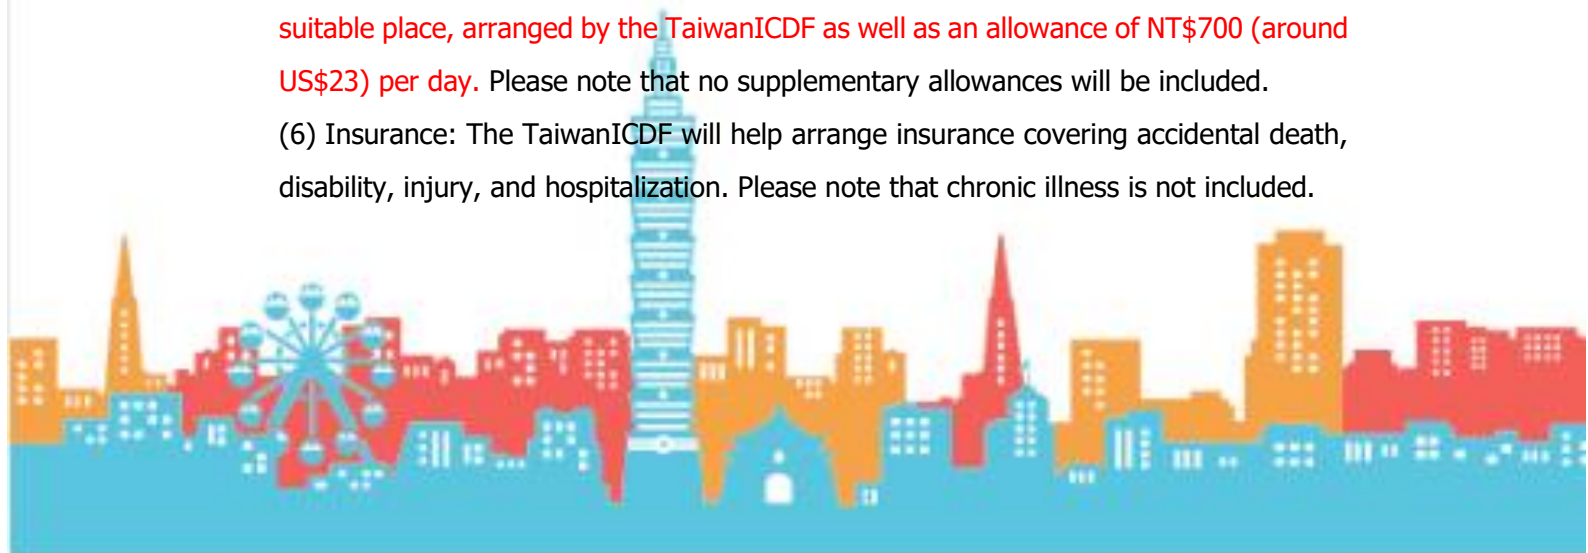 suitable place, arranged by the TaiwanICDF as well as an allowance of NT$700 (around
US$23) per day. Please note that no supplementary allowances will be included.
(6) Insurance: The TaiwanICDF will help arrange insurance covering accidental death,
disability, injury, and hospitalization. Please note that chronic illness is not included.